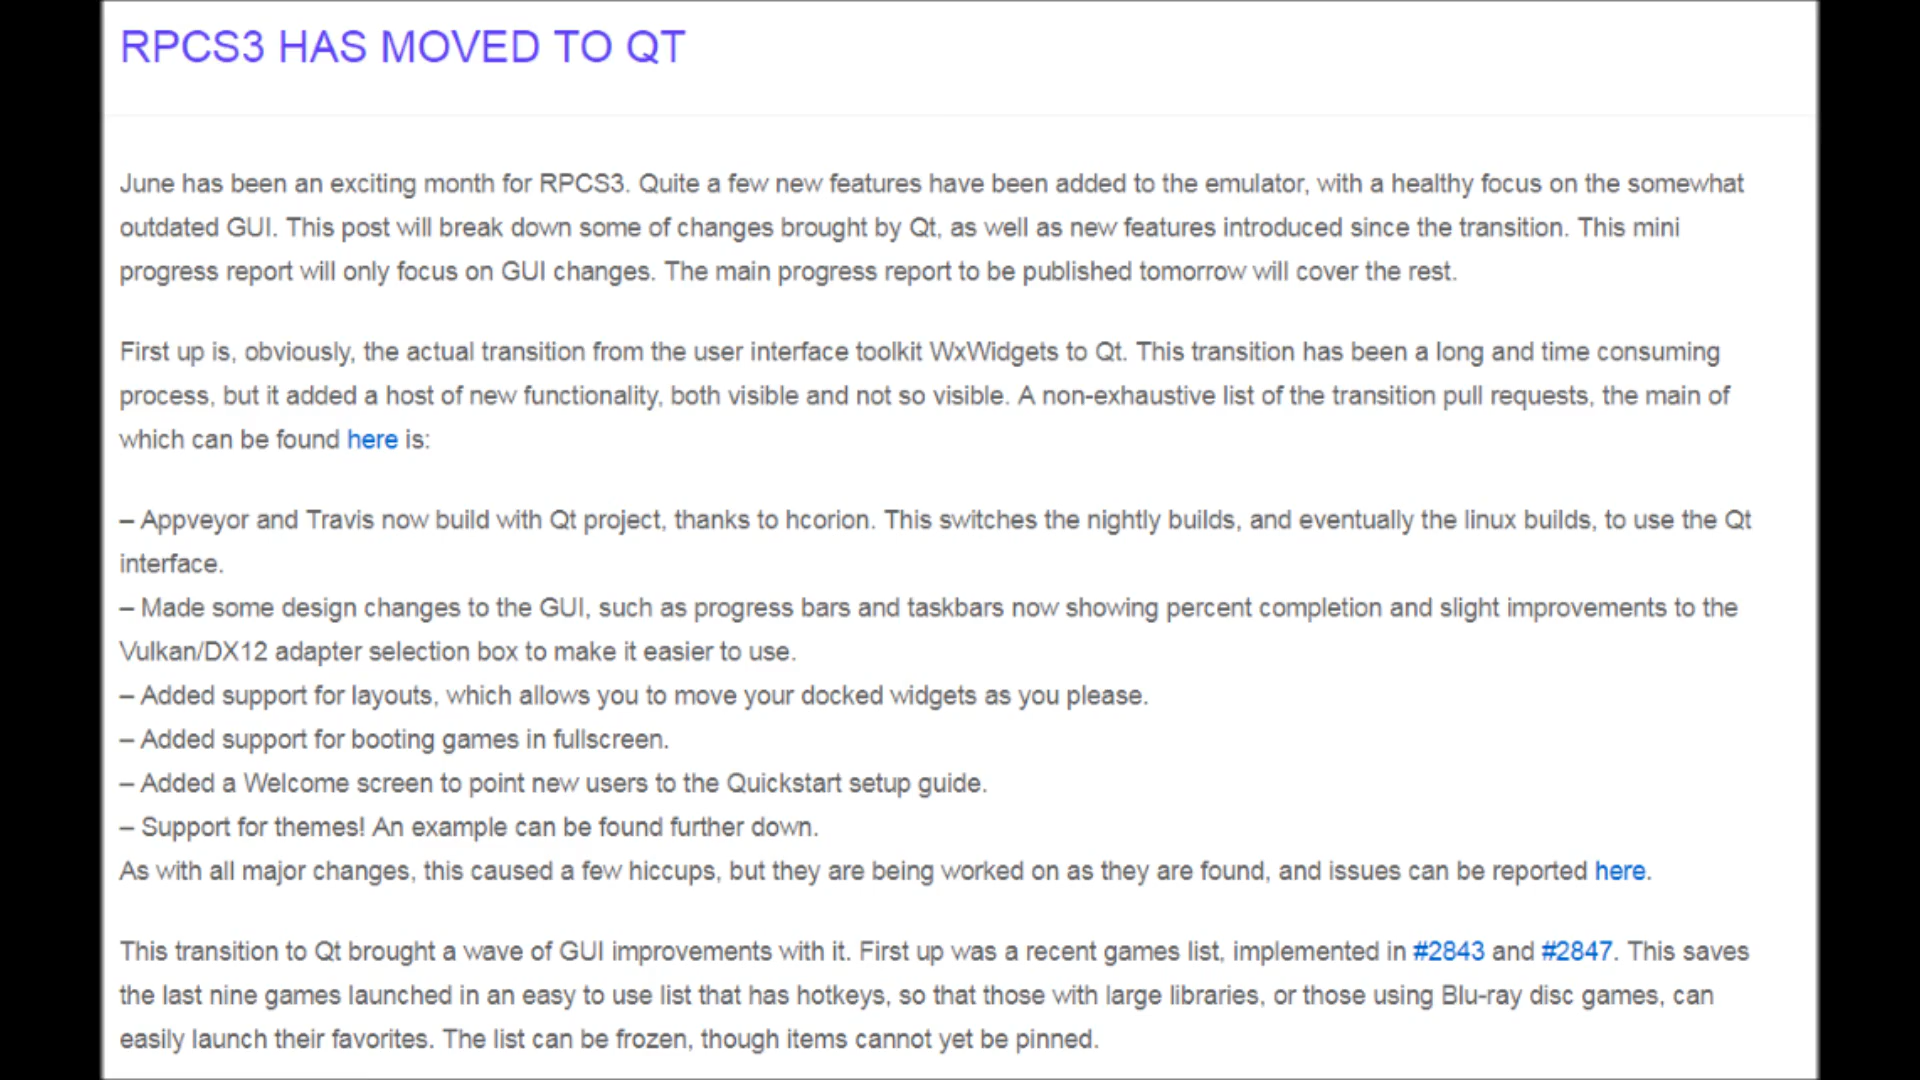 RPCS3 HAS MOVED TO QT
June has been an exciting month for RPCS3. Quite a few new features have been added to the emulator, with a healthy focus on the somewhat
outdated GUI. This post will break down some of changes brought by Qt, as well as new features introduced since the transition. This mini
progress report will only focus on GUI changes. The main progress report to be published tomorrow will cover the rest.
First up is, obviously, the actual transition from the user interface toolkit WxWidgets to Qt. This transition has been a long and time consuming
process, but it added a host of new functionality, both visible and not so visible. A non-exhaustive list of the transition pull requests, the main of
which can be found here is:
– Appveyor and Travis now build with Qt project, thanks to hcorion. This switches the nightly builds, and eventually the linux builds, to use the Qt
interface.
– Made some design changes to the GUI, such as progress bars and taskbars now showing percent completion and slight improvements to the
Vulkan/DX12 adapter selection box to make it easier to use.
– Added support for layouts, which allows you to move your docked widgets as you please.
– Added support for booting games in fullscreen.
– Added a Welcome screen to point new users to the Quickstart setup guide.
– Support for themes! An example can be found further down.
As with all major changes, this caused a few hiccups, but they are being worked on as they are found, and issues can be reported here.
This transition to Qt brought a wave of GUI improvements with it. First up was a recent games list, implemented in #2843 and #2847. This saves
the last nine games launched in an easy to use list that has hotkeys, so that those with large libraries, or those using Blu-ray disc games, can
easily launch their favorites. The list can be frozen, though items cannot yet be pinned.